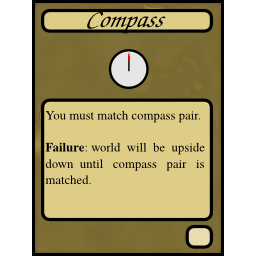 Compass
You must match compass pair.
Failure: world will be upside
down until compass pair is
matched.